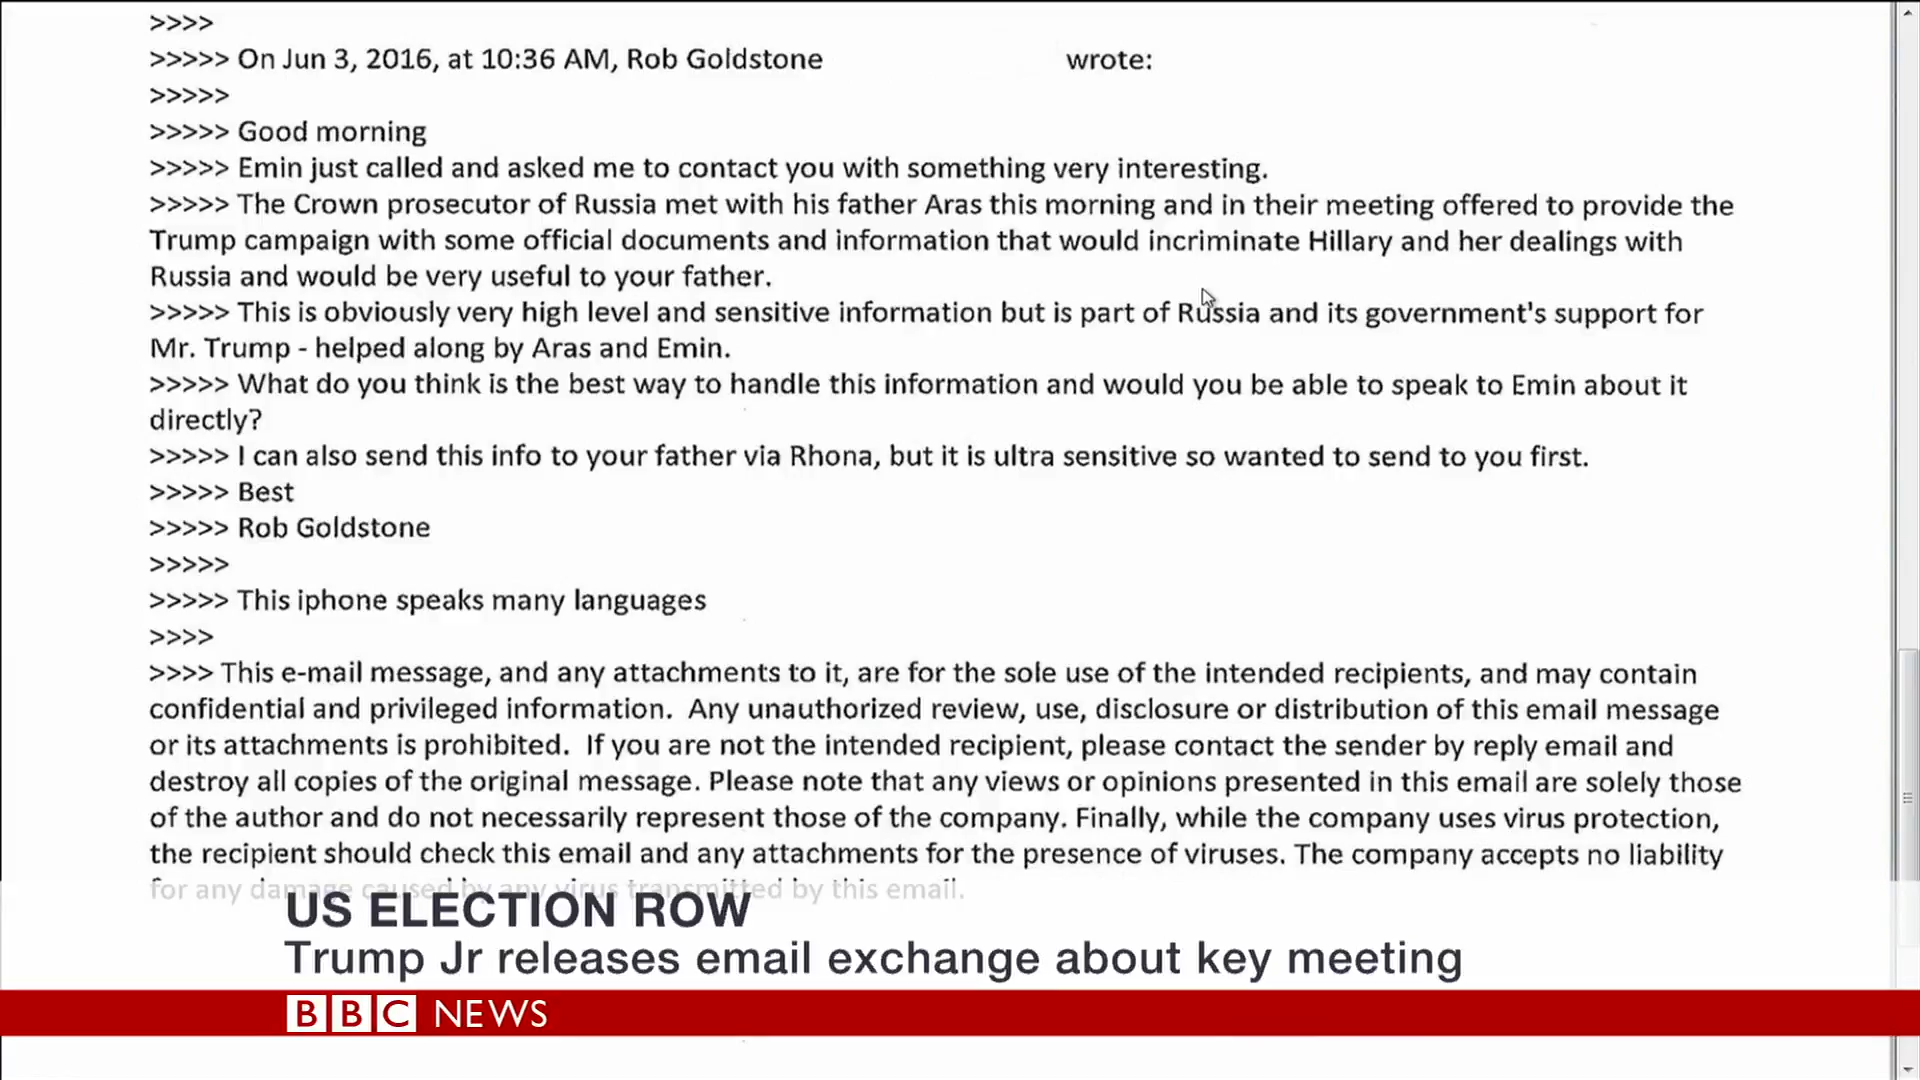 >>>>
>>>>> On Jun 3, 2016, at 10:36 AM, Rob Goldstone wrote:
>>>>>
>>>>> Good morning
>>>>> Emin just called and asked me to contact you with something very interesting.
>>>>> The Crown prosecutor of Russia met with his father Aras this morning and in their meeting offered to provide the
Trump campaign with some official documents and information that would incriminate Hillary and her dealings with
Russia and would be very useful to your father.
>>>>> This is obviously very high level and sensitive information but is part of Russia and its government's support for
Mr. Trump - helped along by Aras and Emin.
>>>>> What do you think is the best way to handle this information and would you be able to speak to Emin about it
directly?
>>>>> I can also send this info to your father via Rhona, but it is ultra sensitive so wanted to send to you first.
>>>>> Best
>>>>> Rob Goldstone
>>>>>
>>>>> This iphone speaks many languages
>>>>
>>>> This e-mail message, and any attachments to it, are for the sole use of the intended recipients, and may contain
confidential and privileged information.  Any unauthorized review, use, disclosure or distribution of this email message
or its attachments is prohibited.  If you are not the intended recipient, please contact the sender by reply email and
destroy all copies of the original message. Please note that any views or opinions presented in this email are solely those
of the author and do not necessarily represent those of the company. Finally, while the company uses virus protection,
the recipient should check this email and any attachments for the presence of viruses. The company accepts no liability
for any damage caused by any virus transmitted by this email.
US ELECTION ROW
Trump Jr releases email exchange about key meeting
BBC NEWS